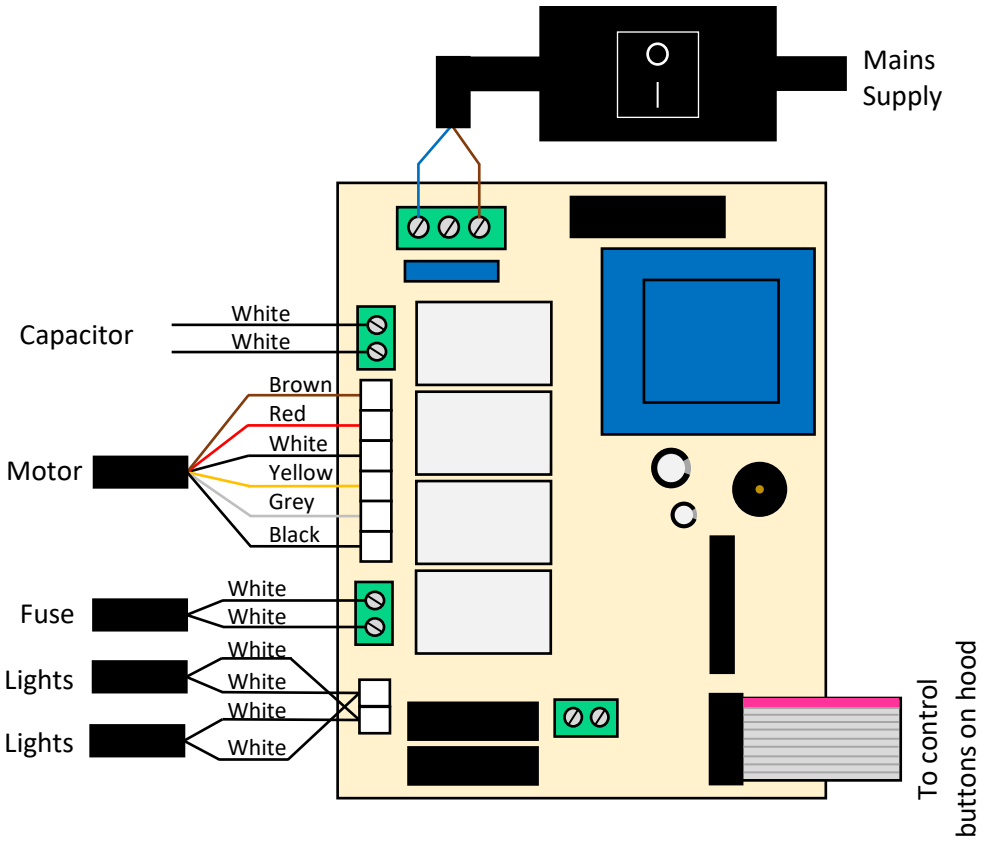 Mains
Supply
Capacitor
White
White
Motor
Brown
Red
White
Yellow
Grey
Black
Fuse
White
White
Lights
White
White
Lights
White
White
To control
buttons on hood